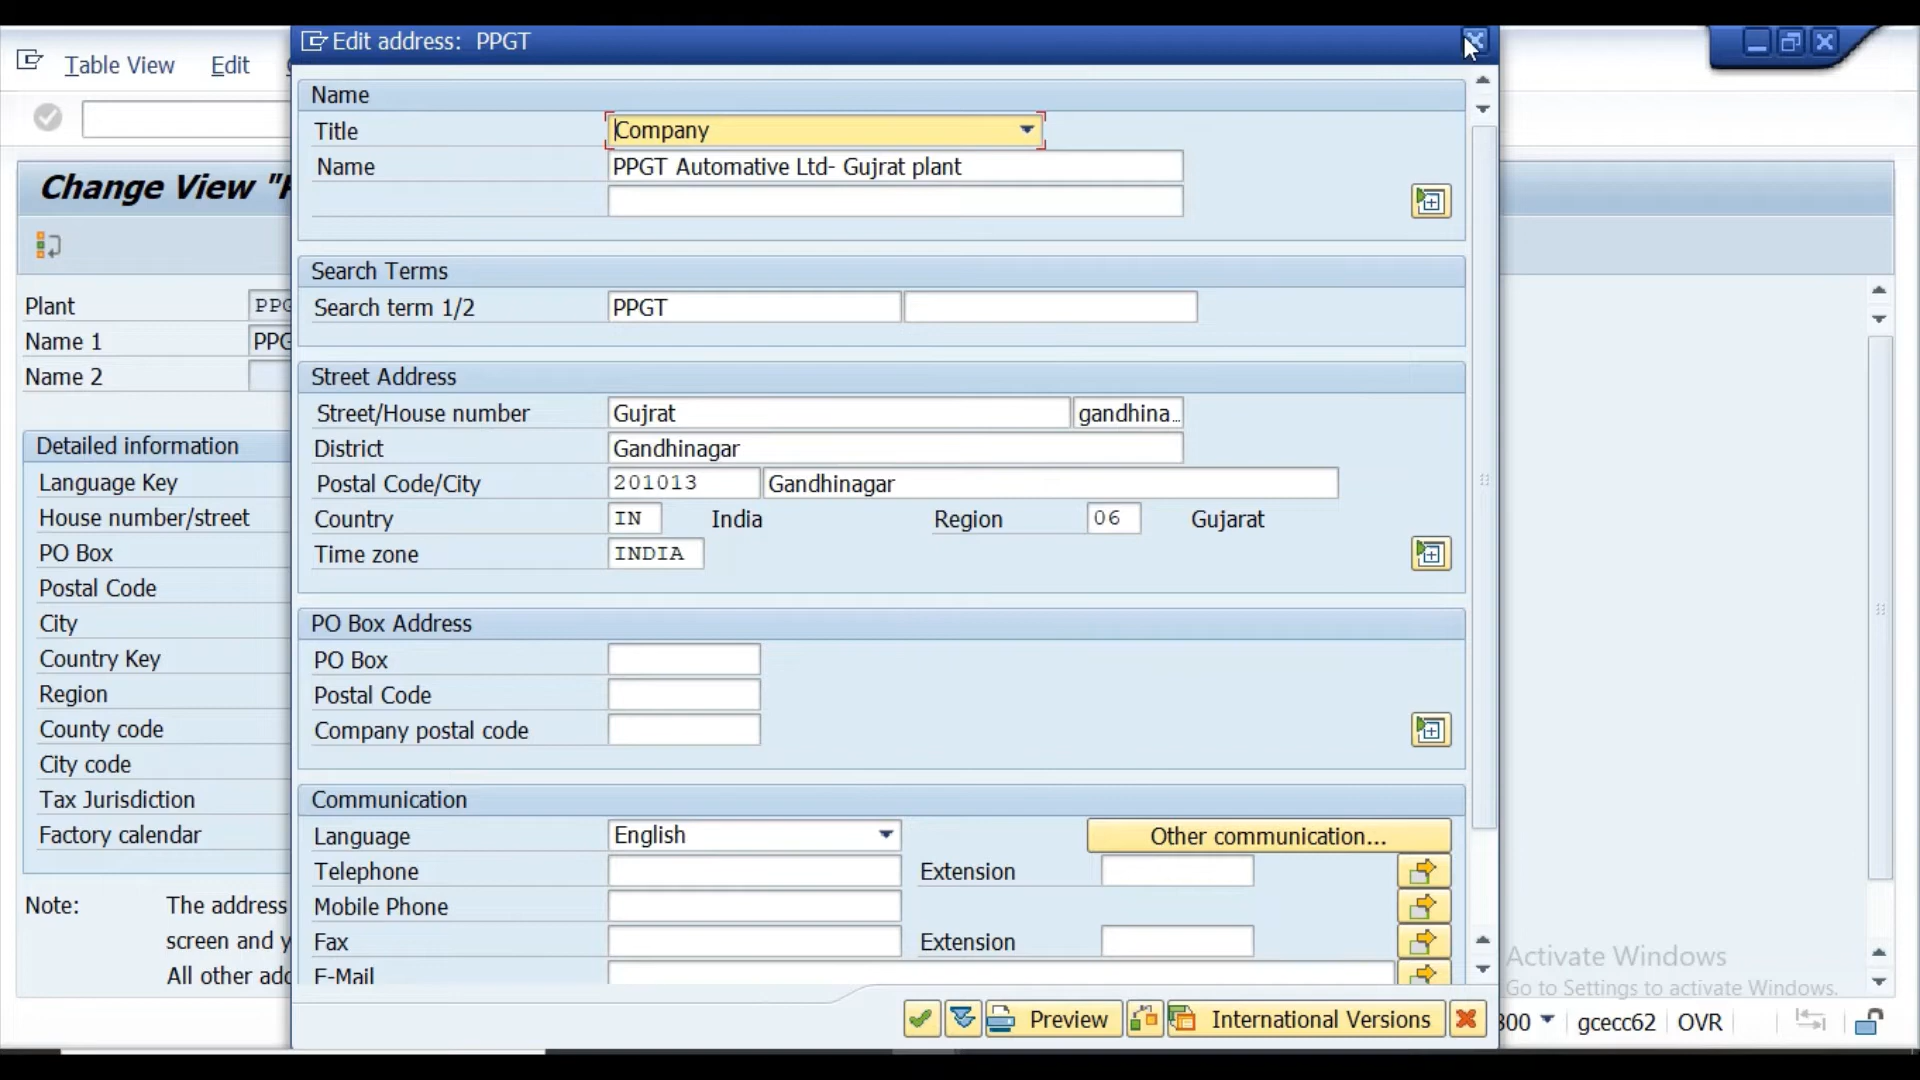 Edit address: PPGT
Table View Edit
Name
Title Company
Name PPGT Automative Ltd- Gujrat plant
Change View "P
Search Terms
Search term 1/2 PPGT
Plant PPG
Name 1 PPG
Name 2
Street Address
Street/House number Gujrat gandhina..
District Gandhinagar
Postal Code/City 201013 Gandhinagar
Country IN India Region 06 Gujarat
Time zone INDIA
Detailed information
Language Key
House number/street
PO Box
Postal Code
City
Country Key
Region
County code
City code
Tax Jurisdiction
Factory calendar
PO Box Address
PO Box
Postal Code
Company postal code
Communication
Language English Other communication...
Telephone Extension
Mobile Phone
Fax Extension
E-Mail
Note: The address
screen and y
All other add
Preview International Versions
Activate Windows
Go to Settings to activate Windows.
800 gcecc62 OVR